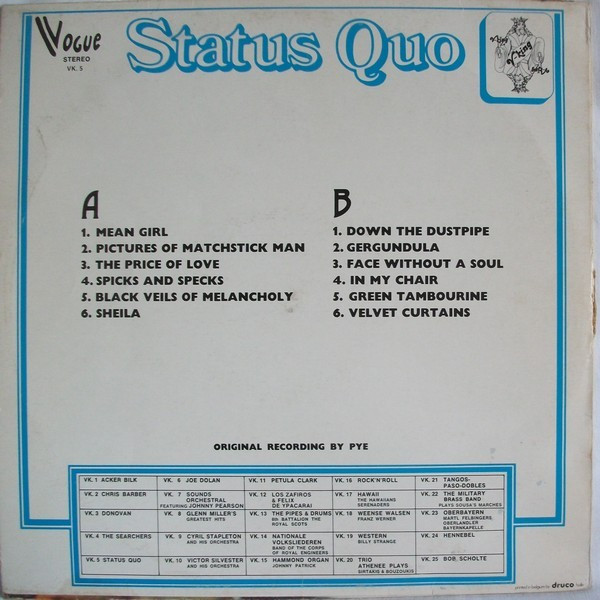 VOGUE
STEREO
VK. 5
Status Quo
A
1. MEAN GIRL
2. PICTURES OF MATCHSTICK MAN
3. THE PRICE OF LOVE
4. SPICKS AND SPECKS
5. BLACK VEILS OF MELANCHOLY
6. SHEILA
B
1. DOWN THE DUSTPIPE
2. GERGUNDULA
3. FACE WITHOUT A SOUL
4. IN MY CHAIR
5. GREEN TAMBOURINE
6. VELVET CURTAINS
ORIGINAL RECORDING BY PYE
VK. 1 ACKER BILK
VK. 2 CHRIS BARBER
VK. 3 DONOVAN
VK. 4 THE SEARCHERS
VK. 5 STATUS QUO
VK. 6 JOE DOLAN
VK. 7 SOUNDS
ORCHESTRAL
FEATURING JOHNNY PEARSON
VK. 8 GLENN MILLER'S
GREATEST HITS
VK. 9 CYRIL STAPLETON
AND HIS ORCHESTRA
VK. 10 VICTOR SILVESTER
AND HIS ORCHESTRA
VK. 11 PETULA CLARK
VK. 12 LOS ZAFIROS
& FELIX
DE YPACARAI
VK. 13 THE PIPES & DRUMS
6th BATTALION THE
ROYAL SCOTS
VK. 14 NATIONALE
VOLKSLIEDEREN
BAND OF THE CORPS
OF ROYAL ENGINEERS
VK. 15 HAMMOND ORGAN
JOHNNY PATRICK
VK. 16 ROCK'N'ROLL
VK. 17 HAWAII
THE HAWAIIANS
SERENADERS
VK. 18 WEENSE WALSEN
FRANZ WERNER
VK. 19 WESTERN
BILLY STRANGE
VK. 20 TRIO
ATHENEE PLAYS
SIRTAKIS & BOUZOUKIS
VK. 21 TANGOS-
PASO-DOBLES
VK. 22 THE MILITARY
BRASS BAND
PLAYS SOUSA'S MARCHES
VK. 23 OBERBAYERN
MARTL FELBINGERS,
OBERLANDLER
BAYERNKAPELLE
VK. 24 HENNEBEL
VK. 25 BOB. SCHOLTE
druco